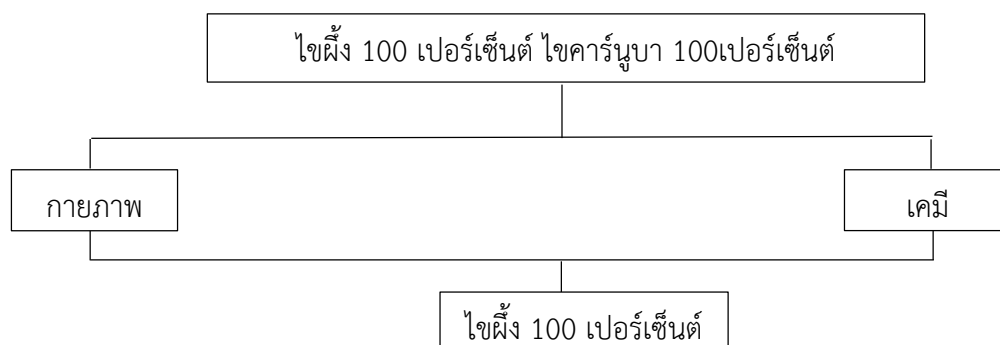 ไขผึ้ง 100 เปอร์เซ็นต์ ไขคาร์นูบา 100เปอร์เซ็นต์
กายภาพ
เคมี
ไขผึ้ง 100 เปอร์เซ็นต์